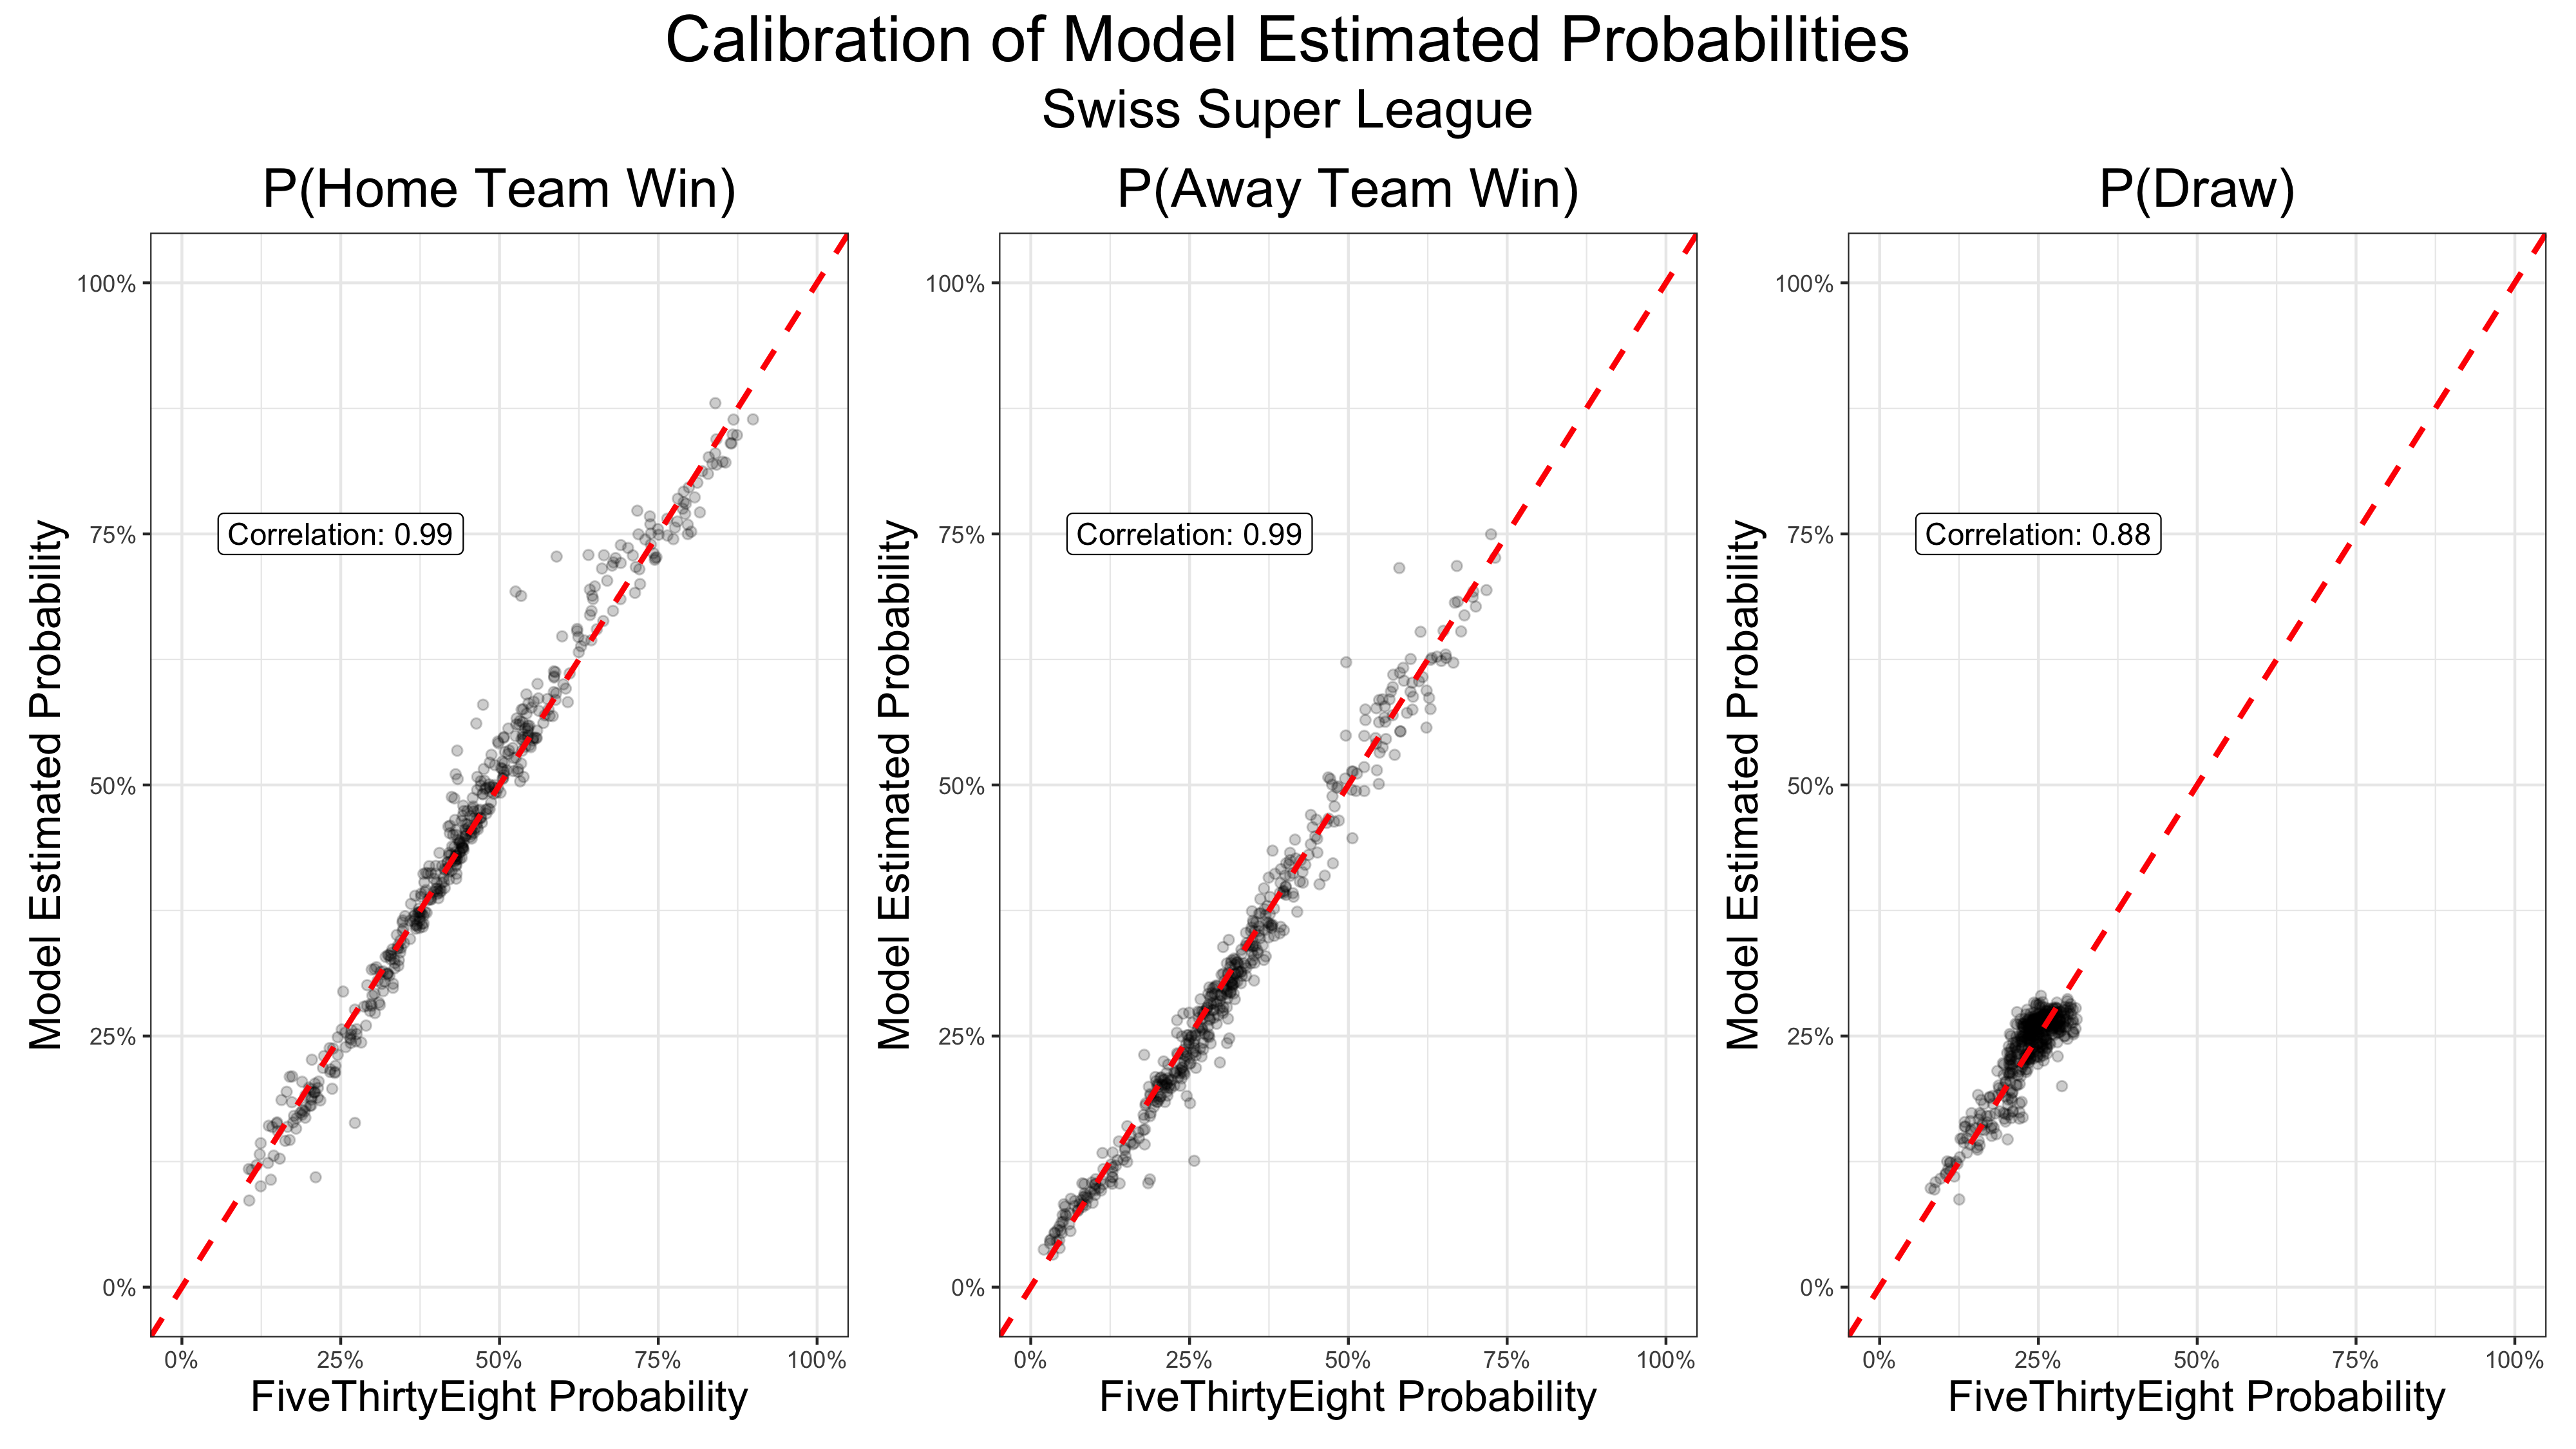 Calibration of Model Estimated Probabilities
Swiss Super League
P(Home Team Win)
Model Estimated Probability
100%
75%
50%
25%
0%
Correlation: 0.99
0%
25%
50%
75%
100%
FiveThirtyEight Probability
P(Away Team Win)
Model Estimated Probability
100%
75%
50%
25%
0%
Correlation: 0.99
0%
25%
50%
75%
100%
FiveThirtyEight Probability
P(Draw)
Model Estimated Probability
100%
75%
50%
25%
0%
Correlation: 0.88
0%
25%
50%
75%
100%
FiveThirtyEight Probability